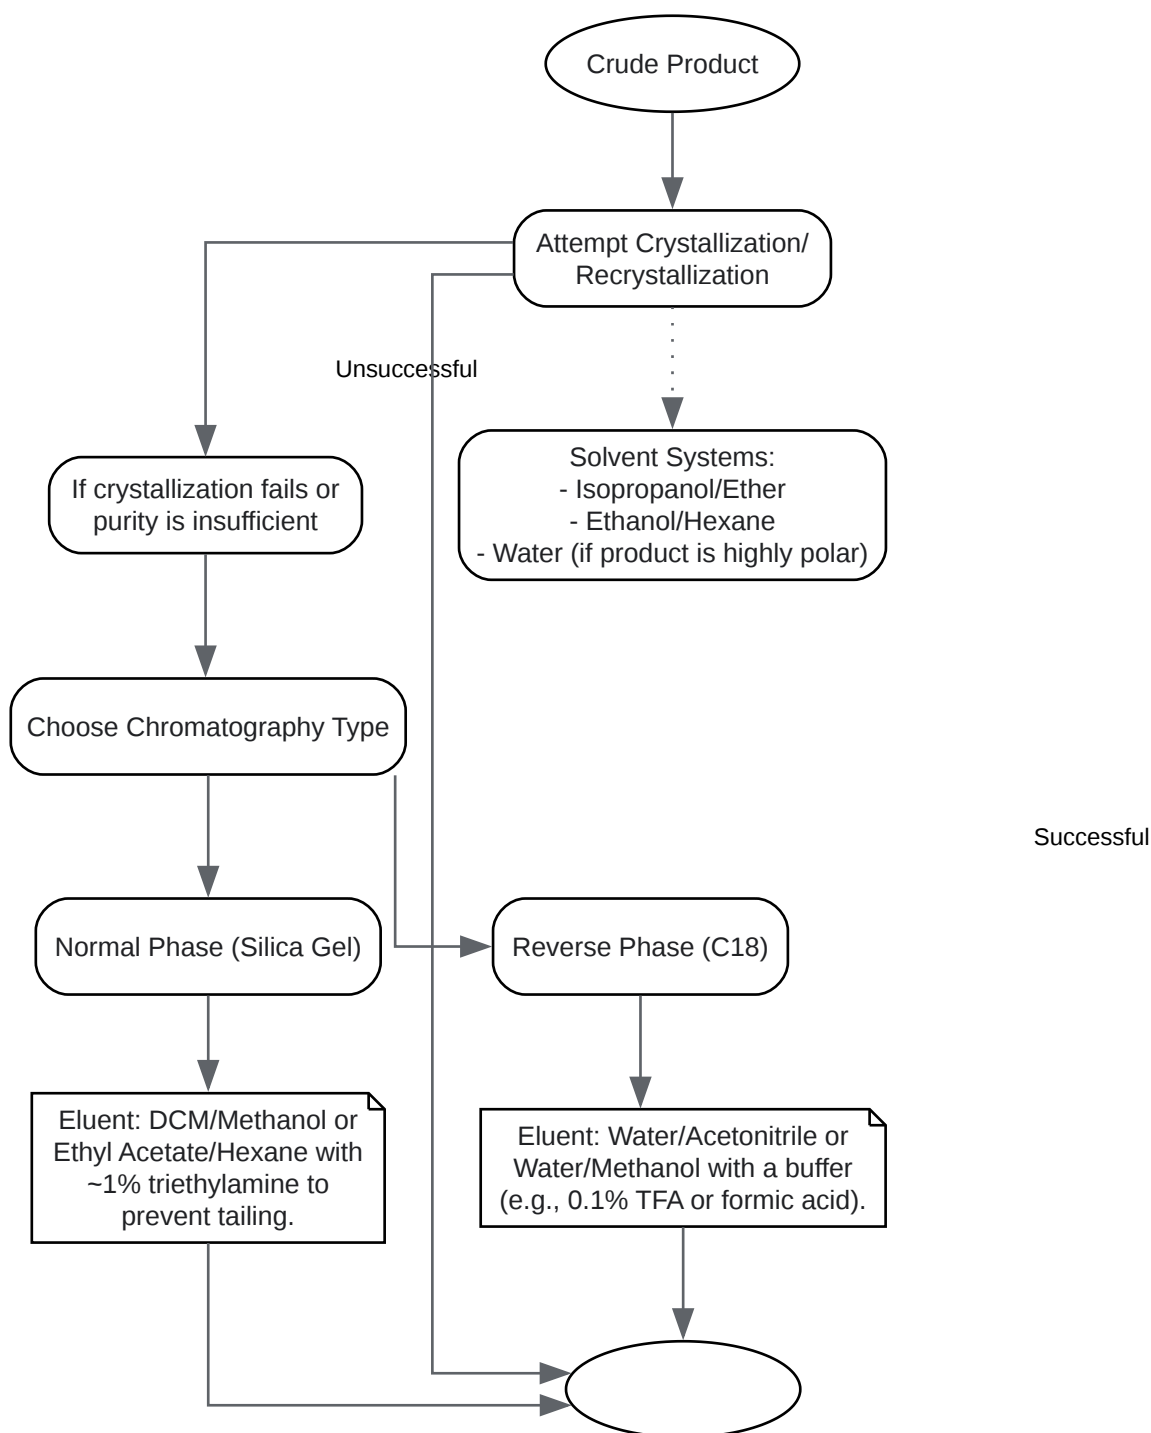 Crude Product
Attempt Crystallization/
Recrystallization
Unsuccessful
Solvent Systems:
- Isopropanol/Ether
- Ethanol/Hexane
- Water (if product is highly polar)
If crystallization fails or
purity is insufficient
Choose Chromatography Type
Successful
Normal Phase (Silica Gel)
Reverse Phase (C18)
Eluent: DCM/Methanol or
Ethyl Acetate/Hexane with
~1% triethylamine to
prevent tailing.
Eluent: Water/Acetonitrile or
Water/Methanol with a buffer
(e.g., 0.1% TFA or formic acid).